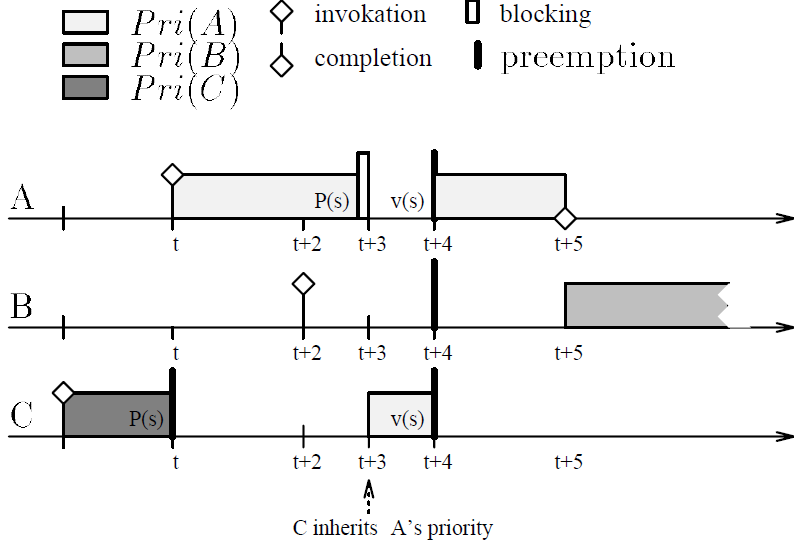 Pri(A)
invokation
blocking
Pri(B)
completion
preemption
Pri(C)
A
P(s)
v(s)
t
t+2
t+3
t+4
t+5
B
t
t+2
t+3
t+4
t+5
C
P(s)
v(s)
t
t+2
t+3
t+4
t+5
C inherits A's priority